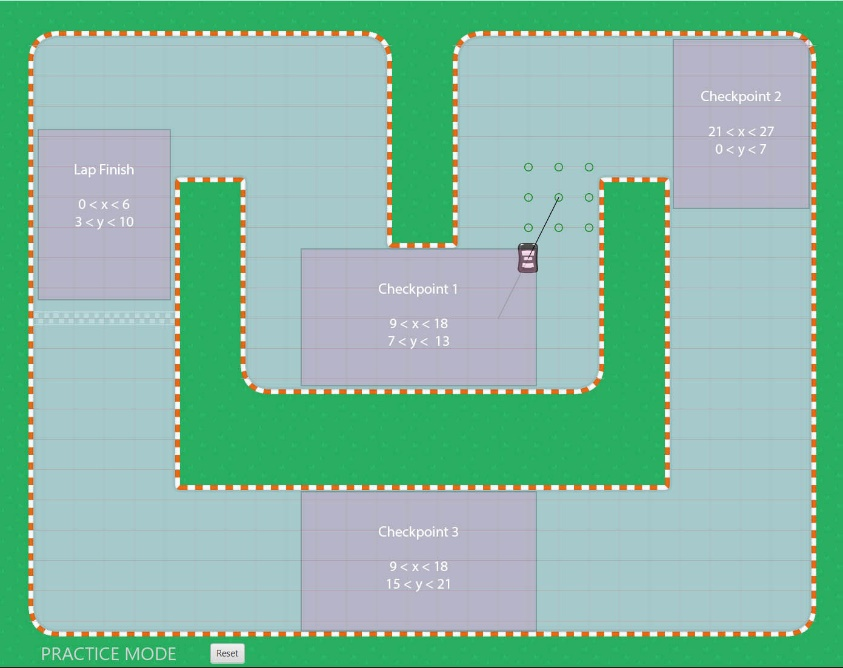 Checkpoint 2
21 < x < 27
0 < y < 7
Lap Finish
0 < x < 6
3 < y < 10
Checkpoint 1
9 < x < 18
7 < y < 13
Checkpoint 3
9 < x < 18
15 < y < 21
PRACTICE MODE
Reset